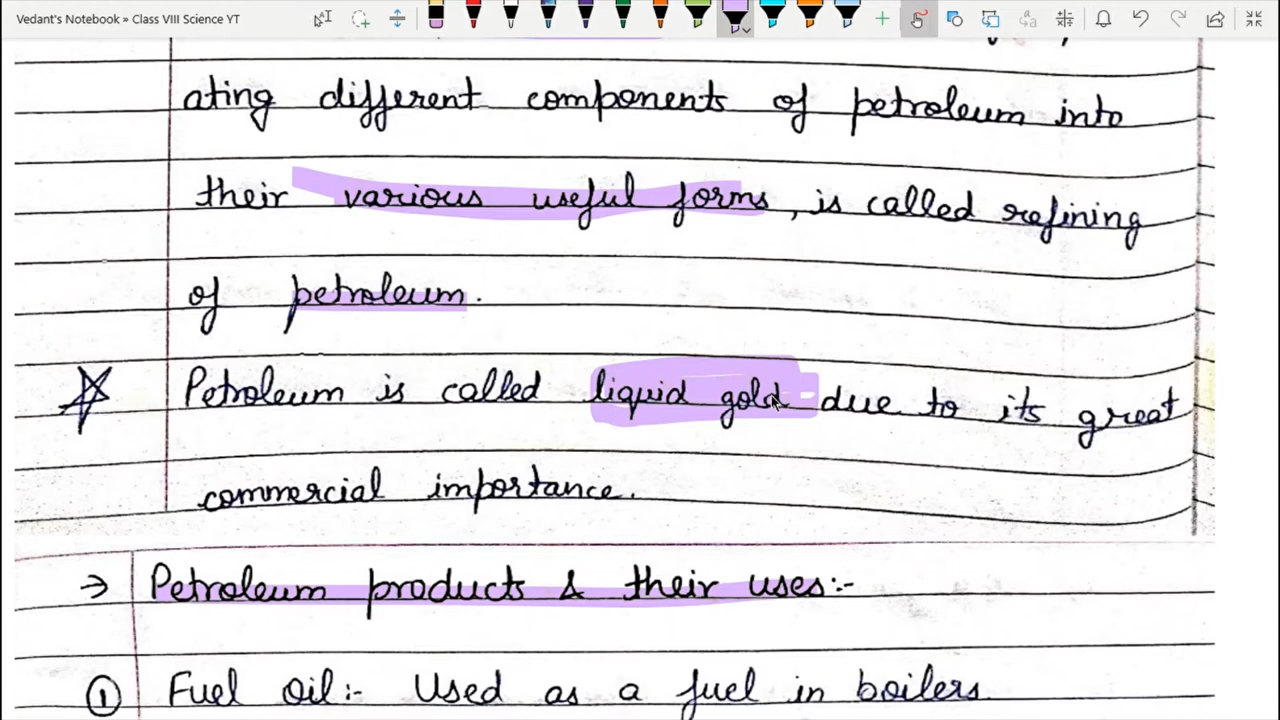 Vedant's Notebook » Class VIII Science YT
ating different components of petroleum into
their various useful forms, is called refining
of petroleum.
Petroleum is called liquid gold due to its great
commercial importance.
→ Petroleum products & their uses:-
① Fuel oil:- Used as a fuel in boilers